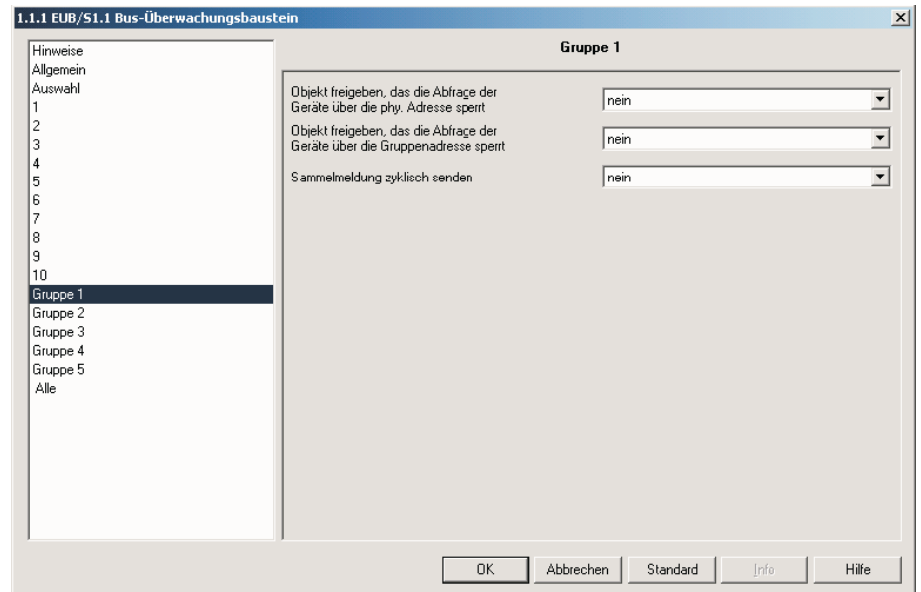 1.1.1 EUB/S1.1 Bus-Überwachungsbaustein
Hinweise
Allgemein
Auswahl
1
2
3
4
5
6
7
8
9
10
Gruppe 1
Gruppe 2
Gruppe 3
Gruppe 4
Gruppe 5
Alle
Gruppe 1
Objekt freigeben, das die Abfrage der
Geräte über die phy. Adresse sperrt
nein
Objekt freigeben, das die Abfrage der
Geräte über die Gruppenadresse sperrt
nein
Sammelmeldung zyklisch senden
nein
OK
Abbrechen
Standard
Info
Hilfe